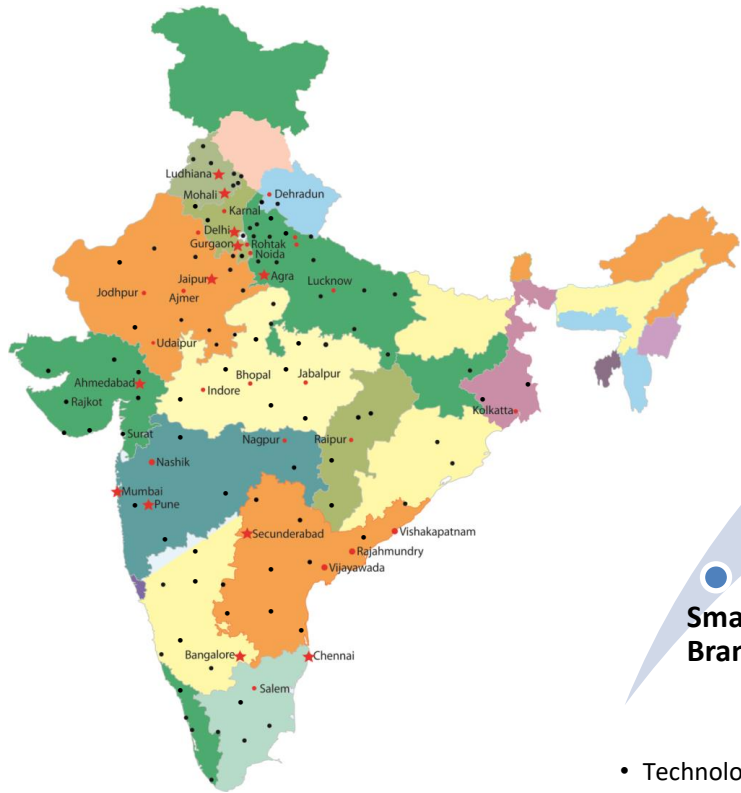 Ludhiana
Mohali
Dehradun
Karnal
Delhi
Gurgaon
Rohtak
Noida
Jaipur
Agra
Lucknow
Jodhpur
Ajmer
Udaipur
Ahmedabad
Bhopal
Jabalpur
Indore
Rajkot
Kolkatta
Surat
Nagpur
Raipur
Nashik
Mumbai
Pune
Secunderabad
Vishakapatnam
Rajahmundry
Vijayawada
Sma
Bran
Bangalore
Chennai
Salem
• Technolo